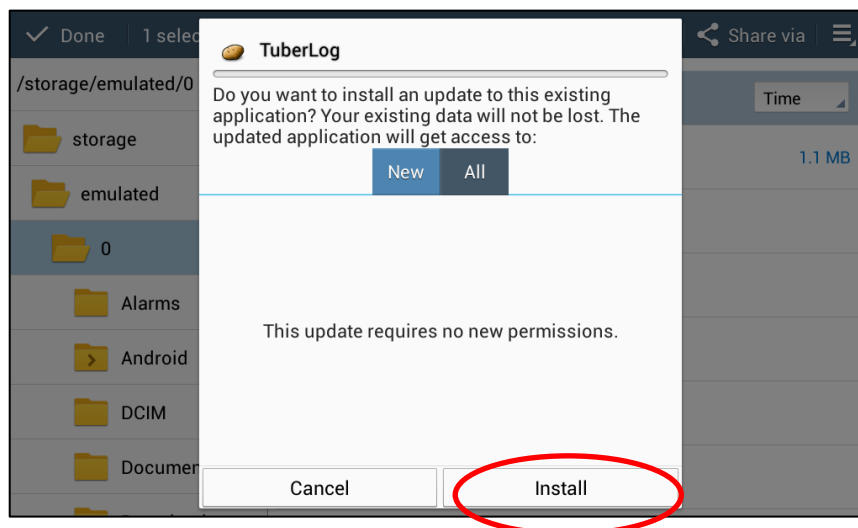 Done
1 selec
Share via
TuberLog
/storage/emulated/0
Do you want to install an update to this existing
application? Your existing data will not be lost. The
updated application will get access to:
Time
storage
New
All
1.1 MB
emulated
0
Alarms
This update requires no new permissions.
Android
DCIM
Documen
Cancel
Install